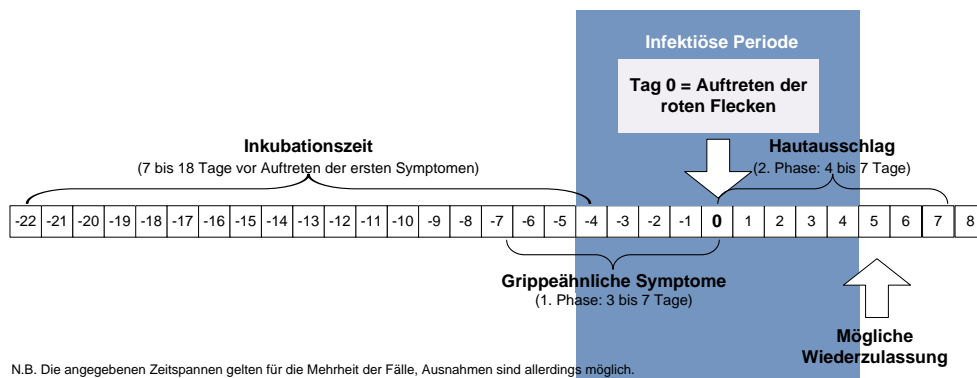 Infektiöse Periode
Tag 0 = Auftreten der
roten Flecken
Inkubationszeit
(7 bis 18 Tage vor Auftreten der ersten Symptomen)
Hautausschlag
(2. Phase: 4 bis 7 Tage)
-22 -21 -20 -19 -18 -17 -16 -15 -14 -13 -12 -11 -10 -9 -8 -7 -6 -5 -4 -3 -2 -1 0 1 2 3 4 5 6 7 8
Grippeähnliche Symptome
(1. Phase: 3 bis 7 Tage)
Mögliche
Wiederzulassung
N.B. Die angegebenen Zeitspannen gelten für die Mehrheit der Fälle, Ausnahmen sind allerdings möglich.